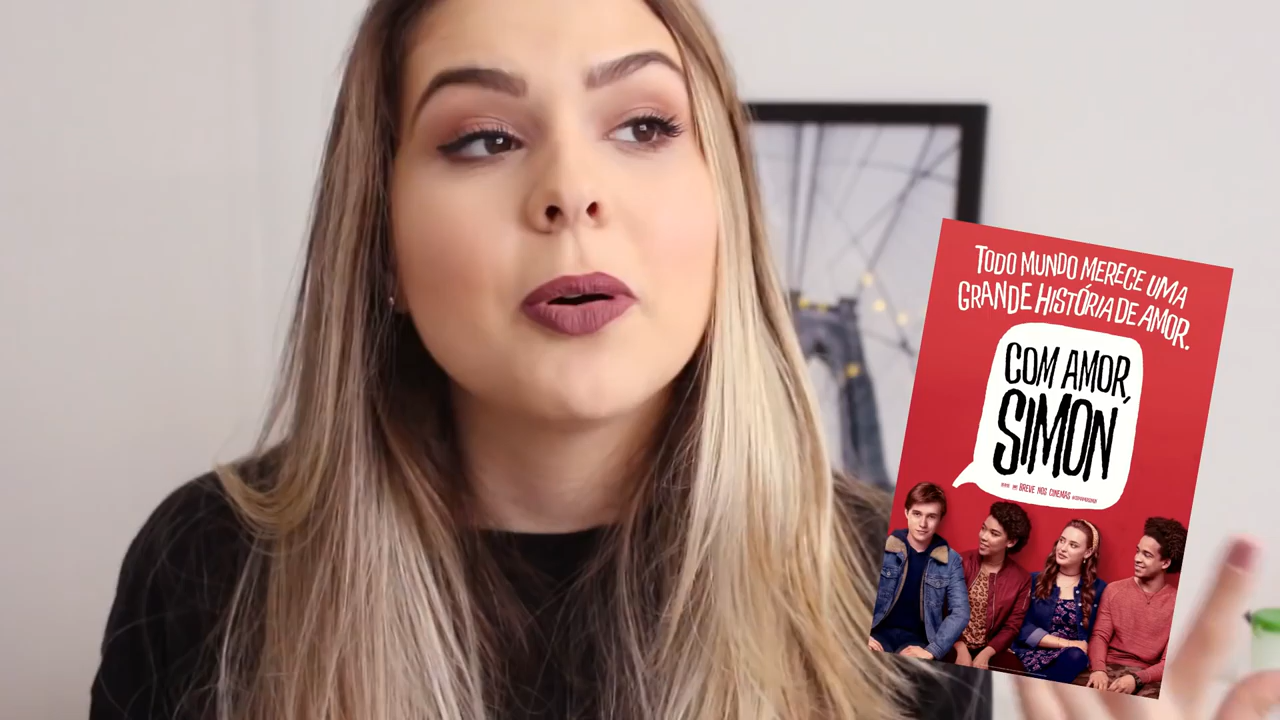 TODO MUNDO MERECE UMA
GRANDE HISTÓRIA DE AMOR.
COM AMOR,
SIMON
BREVE NOS CINEMAS